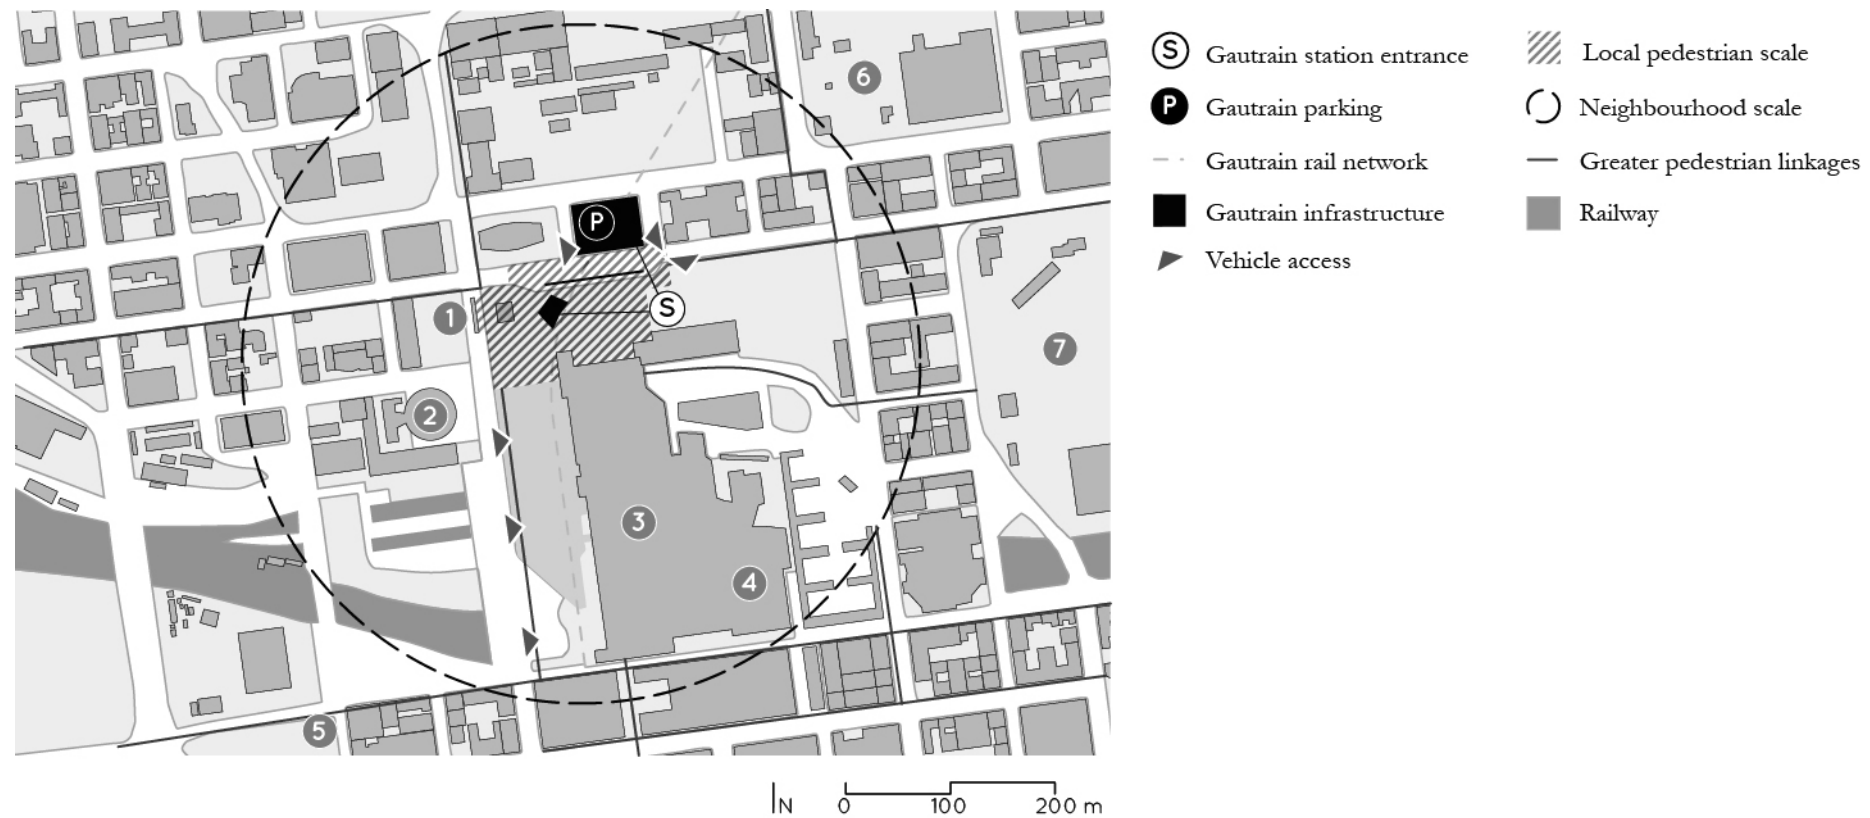 6
P
S
1
2
7
3
4
5
N 0 100 200 m
S Gautrain station entrance
P Gautrain parking
Gautrain rail network
Gautrain infrastructure
Vehicle access
Local pedestrian scale
Neighbourhood scale
Greater pedestrian linkages
Railway